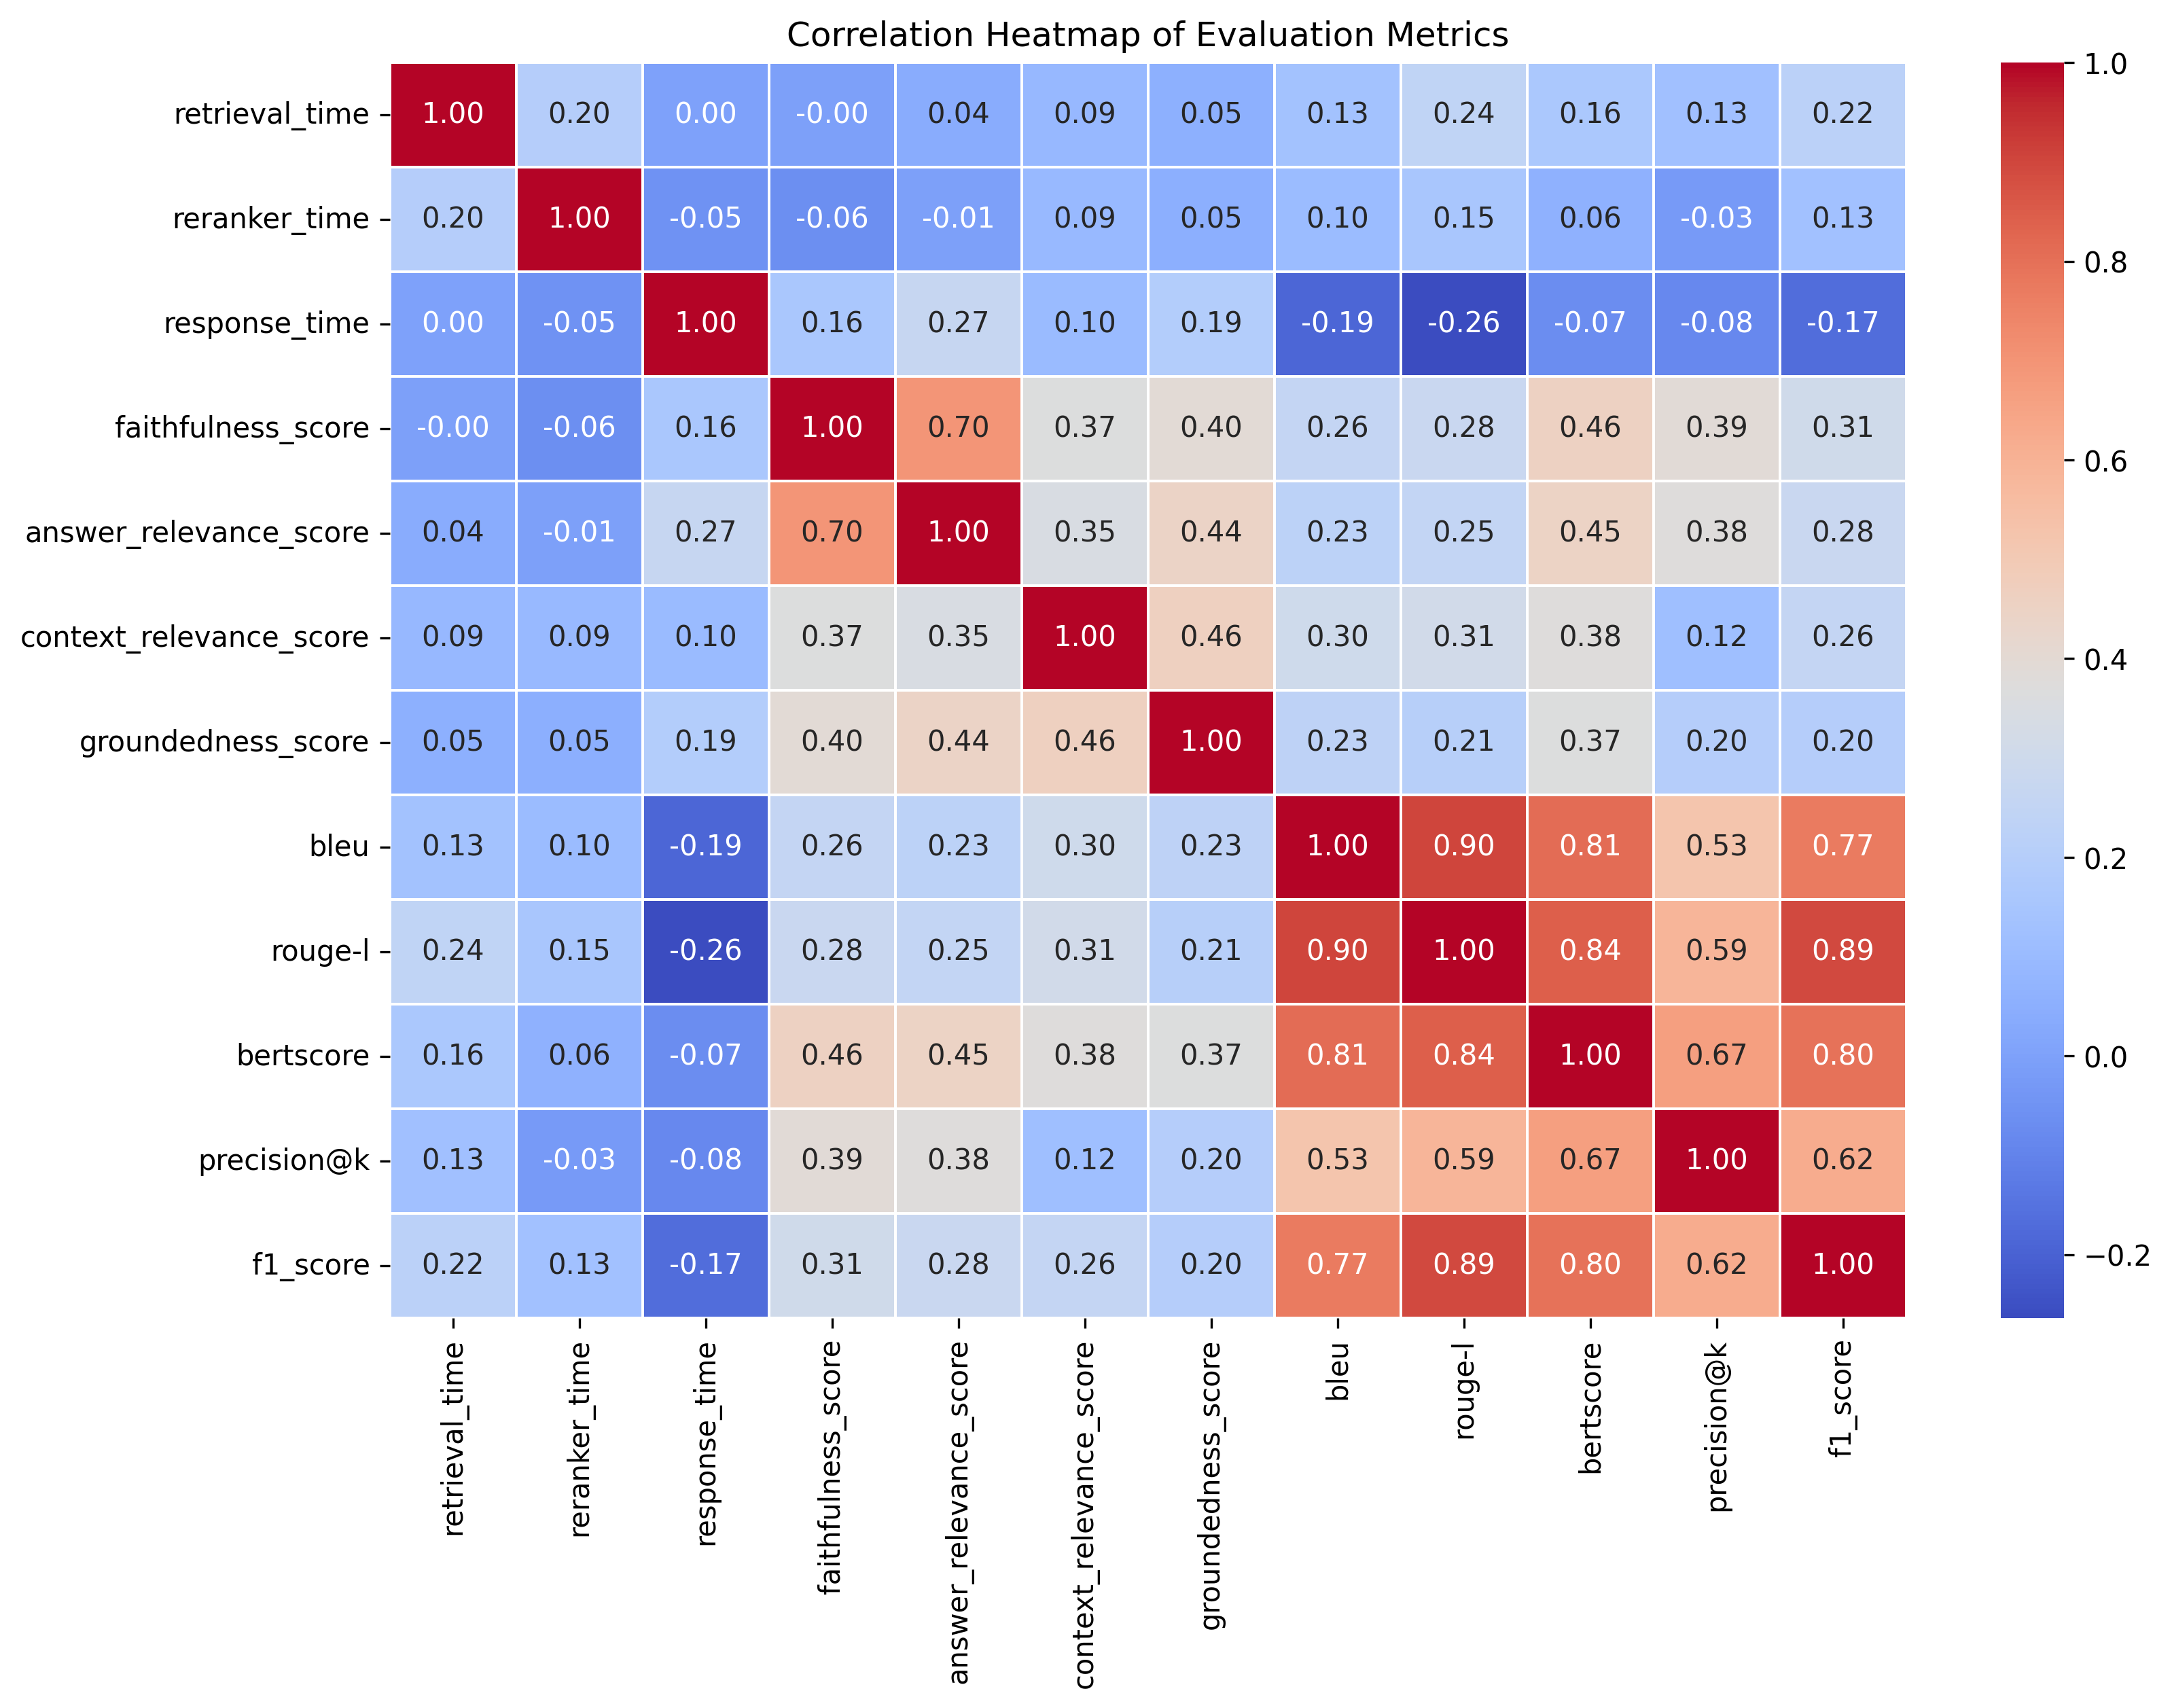 Correlation Heatmap of Evaluation Metrics
retrieval_time 1.00 0.20 0.00 -0.00 0.04 0.09 0.05 0.13 0.24 0.16 0.13 0.22
reranker_time 0.20 1.00 -0.05 -0.06 -0.01 0.09 0.05 0.10 0.15 0.06 -0.03 0.13
response_time 0.00 -0.05 1.00 0.16 0.27 0.10 0.19 -0.19 -0.26 -0.07 -0.08 -0.17
faithfulness_score -0.00 -0.06 0.16 1.00 0.70 0.37 0.40 0.26 0.28 0.46 0.39 0.31
answer_relevance_score 0.04 -0.01 0.27 0.70 1.00 0.35 0.44 0.23 0.25 0.45 0.38 0.28
context_relevance_score 0.09 0.09 0.10 0.37 0.35 1.00 0.46 0.30 0.31 0.38 0.12 0.26
groundedness_score 0.05 0.05 0.19 0.40 0.44 0.46 1.00 0.23 0.21 0.37 0.20 0.20
bleu 0.13 0.10 -0.19 0.26 0.23 0.30 0.23 1.00 0.90 0.81 0.53 0.77
rouge-l 0.24 0.15 -0.26 0.28 0.25 0.31 0.21 0.90 1.00 0.84 0.59 0.89
bertscore 0.16 0.06 -0.07 0.46 0.45 0.38 0.37 0.81 0.84 1.00 0.67 0.80
precision@k 0.13 -0.03 -0.08 0.39 0.38 0.12 0.20 0.53 0.59 0.67 1.00 0.62
f1_score 0.22 0.13 -0.17 0.31 0.28 0.26 0.20 0.77 0.89 0.80 0.62 1.00
retrieval_time
reranker_time
response_time
faithfulness_score
answer_relevance_score
context_relevance_score
groundedness_score
bleu
rouge-l
bertscore
precision@k
f1_score
1.0
0.8
0.6
0.4
0.2
0.0
−0.2